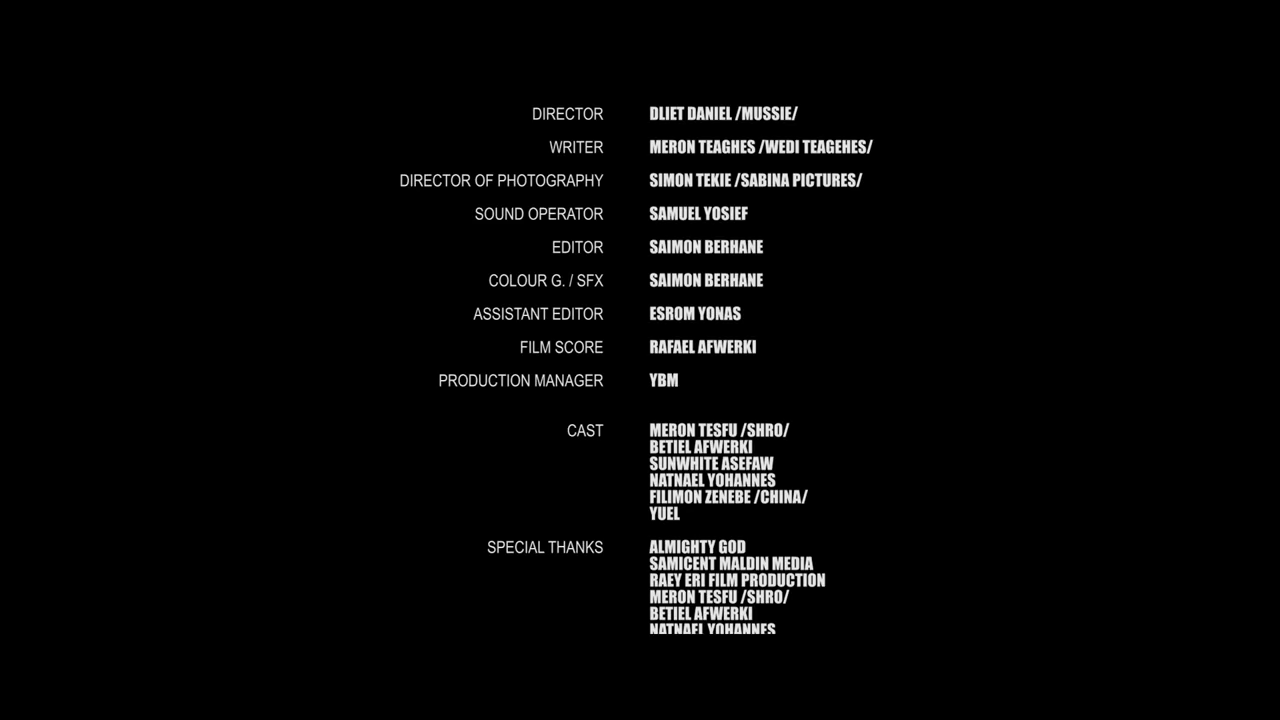 DIRECTOR DLIET DANIEL /MUSSIE/
WRITER MERON TEAGHES /WEDI TEAGEHES/
DIRECTOR OF PHOTOGRAPHY SIMON TEKIE /SABINA PICTURES/
SOUND OPERATOR SAMUEL YOSIEF
EDITOR SAIMON BERHANE
COLOUR G. / SFX SAIMON BERHANE
ASSISTANT EDITOR ESROM YONAS
FILM SCORE RAFAEL AFWERKI
PRODUCTION MANAGER YBM
CAST MERON TESFU /SHRO/
BETIEL AFWERKI
SUNWHITE ASEFAW
NATNAEL YOHANNES
FILIMON ZENEBE /CHINA/
YUEL
SPECIAL THANKS ALMIGHTY GOD
SAMICENT MALDIN MEDIA
RAEY ERI FILM PRODUCTION
MERON TESFU /SHRO/
BETIEL AFWERKI
NATNAEL YOHANNES